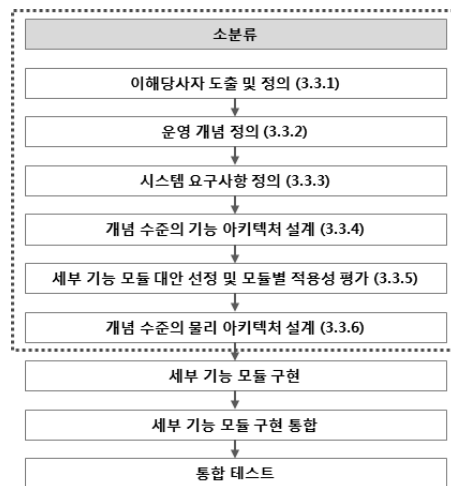 소분류
이해당사자 도출 및 정의 (3.3.1)
운영 개념 정의 (3.3.2)
시스템 요구사항 정의 (3.3.3)
개념 수준의 기능 아키텍처 설계 (3.3.4)
세부 기능 모듈 대안 선정 및 모듈별 적용성 평가 (3.3.5)
개념 수준의 물리 아키텍처 설계 (3.3.6)
세부 기능 모듈 구현
세부 기능 모듈 구현 통합
통합 테스트